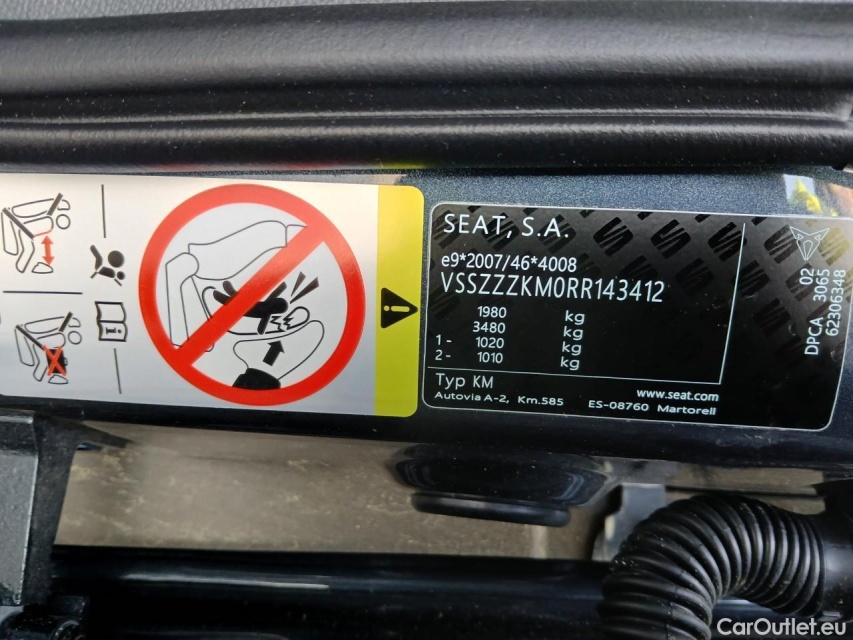 SEAT, S.A.
e9*2007/46*4008
VSSZZZKM0RR143412
1980 kg
3480 kg
1- 1020 kg
2- 1010 kg
Typ KM
www.seat.com
Autovia A-2, Km.585 ES-08760 Martorell
02
DPCA 3065
62306348
CarOutlet.eu